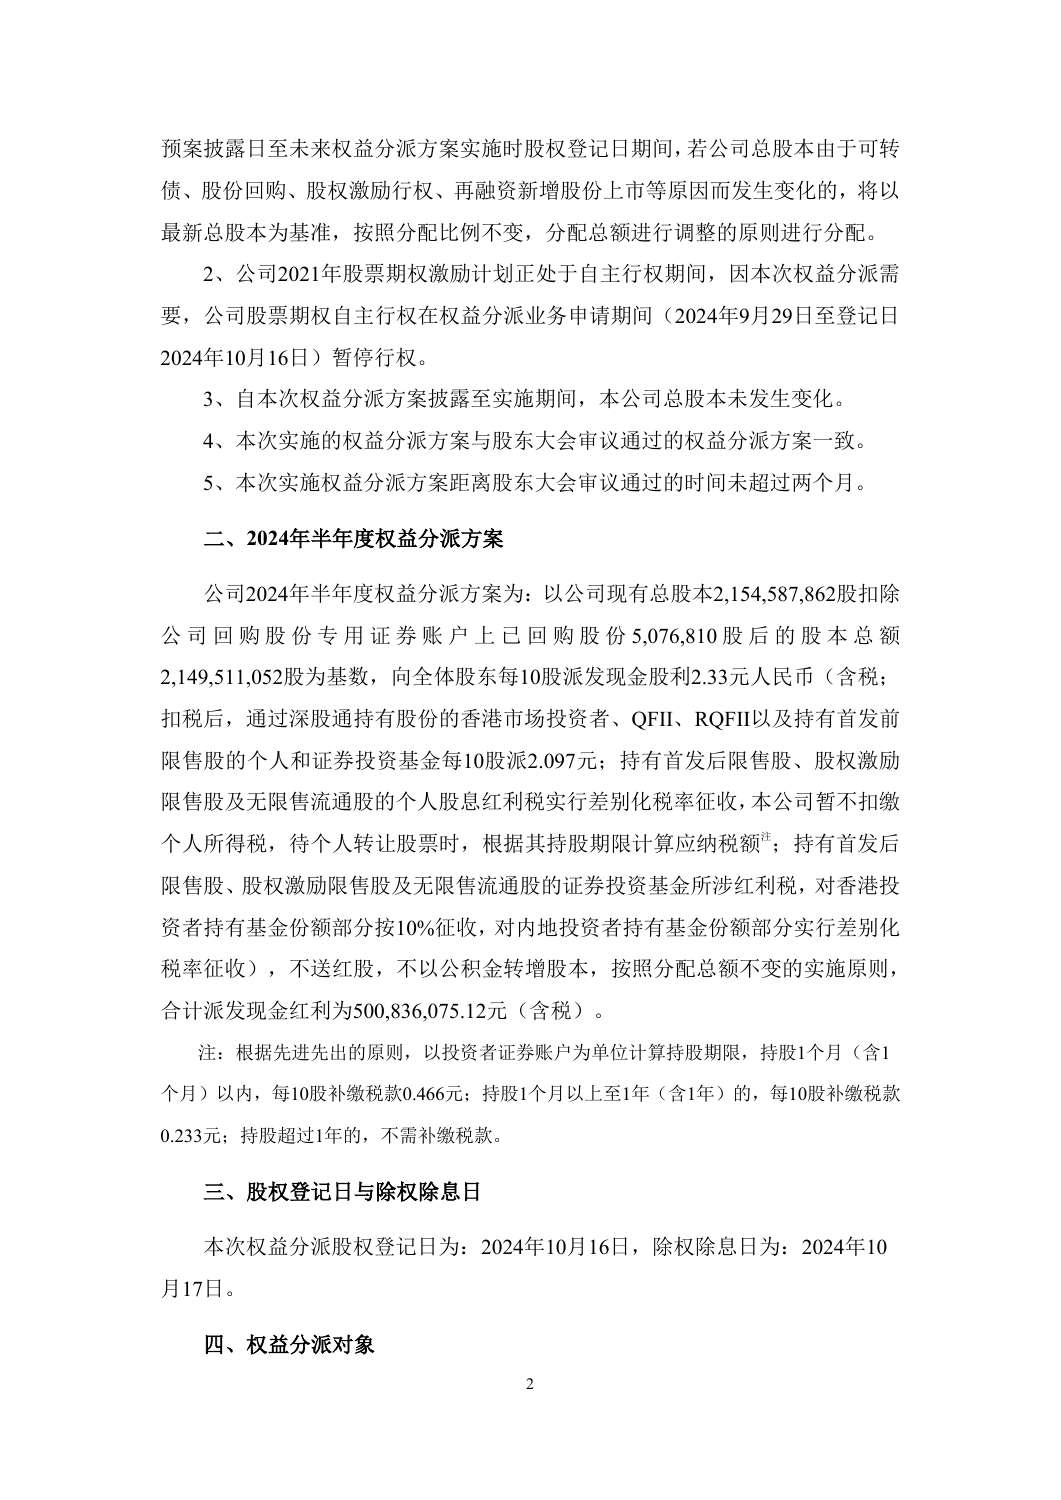 预案披露日至未来权益分派方案实施时股权登记日期间，若公司总股本由于可转
债、股份回购、股权激励行权、再融资新增股份上市等原因而发生变化的，将以
最新总股本为基准，按照分配比例不变，分配总额进行调整的原则进行分配。
2、公司2021年股票期权激励计划正处于自主行权期间，因本次权益分派需
要，公司股票期权自主行权在权益分派业务申请期间（2024年9月29日至登记日
2024年10月16日）暂停行权。
3、自本次权益分派方案披露至实施期间，本公司总股本未发生变化。
4、本次实施的权益分派方案与股东大会审议通过的权益分派方案一致。
5、本次实施权益分派方案距离股东大会审议通过的时间未超过两个月。
二、2024年半年度权益分派方案
公司2024年半年度权益分派方案为：以公司现有总股本2,154,587,862股扣除
公司回购股份专用证券账户上已回购股份5,076,810股后的股本总额
2,149,511,052股为基数，向全体股东每10股派发现金股利2.33元人民币（含税；
扣税后，通过深股通持有股份的香港市场投资者、QFII、RQFII以及持有首发前
限售股的个人和证券投资基金每10股派2.097元；持有首发后限售股、股权激励
限售股及无限售流通股的个人股息红利税实行差别化税率征收，本公司暂不扣缴
个人所得税，待个人转让股票时，根据其持股期限计算应纳税额注；持有首发后
限售股、股权激励限售股及无限售流通股的证券投资基金所涉红利税，对香港投
资者持有基金份额部分按10%征收，对内地投资者持有基金份额部分实行差别化
税率征收），不送红股，不以公积金转增股本，按照分配总额不变的实施原则，
合计派发现金红利为500,836,075.12元（含税）。
注：根据先进先出的原则，以投资者证券账户为单位计算持股期限，持股1个月（含1
个月）以内，每10股补缴税款0.466元；持股1个月以上至1年（含1年）的，每10股补缴税款
0.233元；持股超过1年的，不需补缴税款。
三、股权登记日与除权除息日
本次权益分派股权登记日为：2024年10月16日，除权除息日为：2024年10
月17日。
四、权益分派对象
2